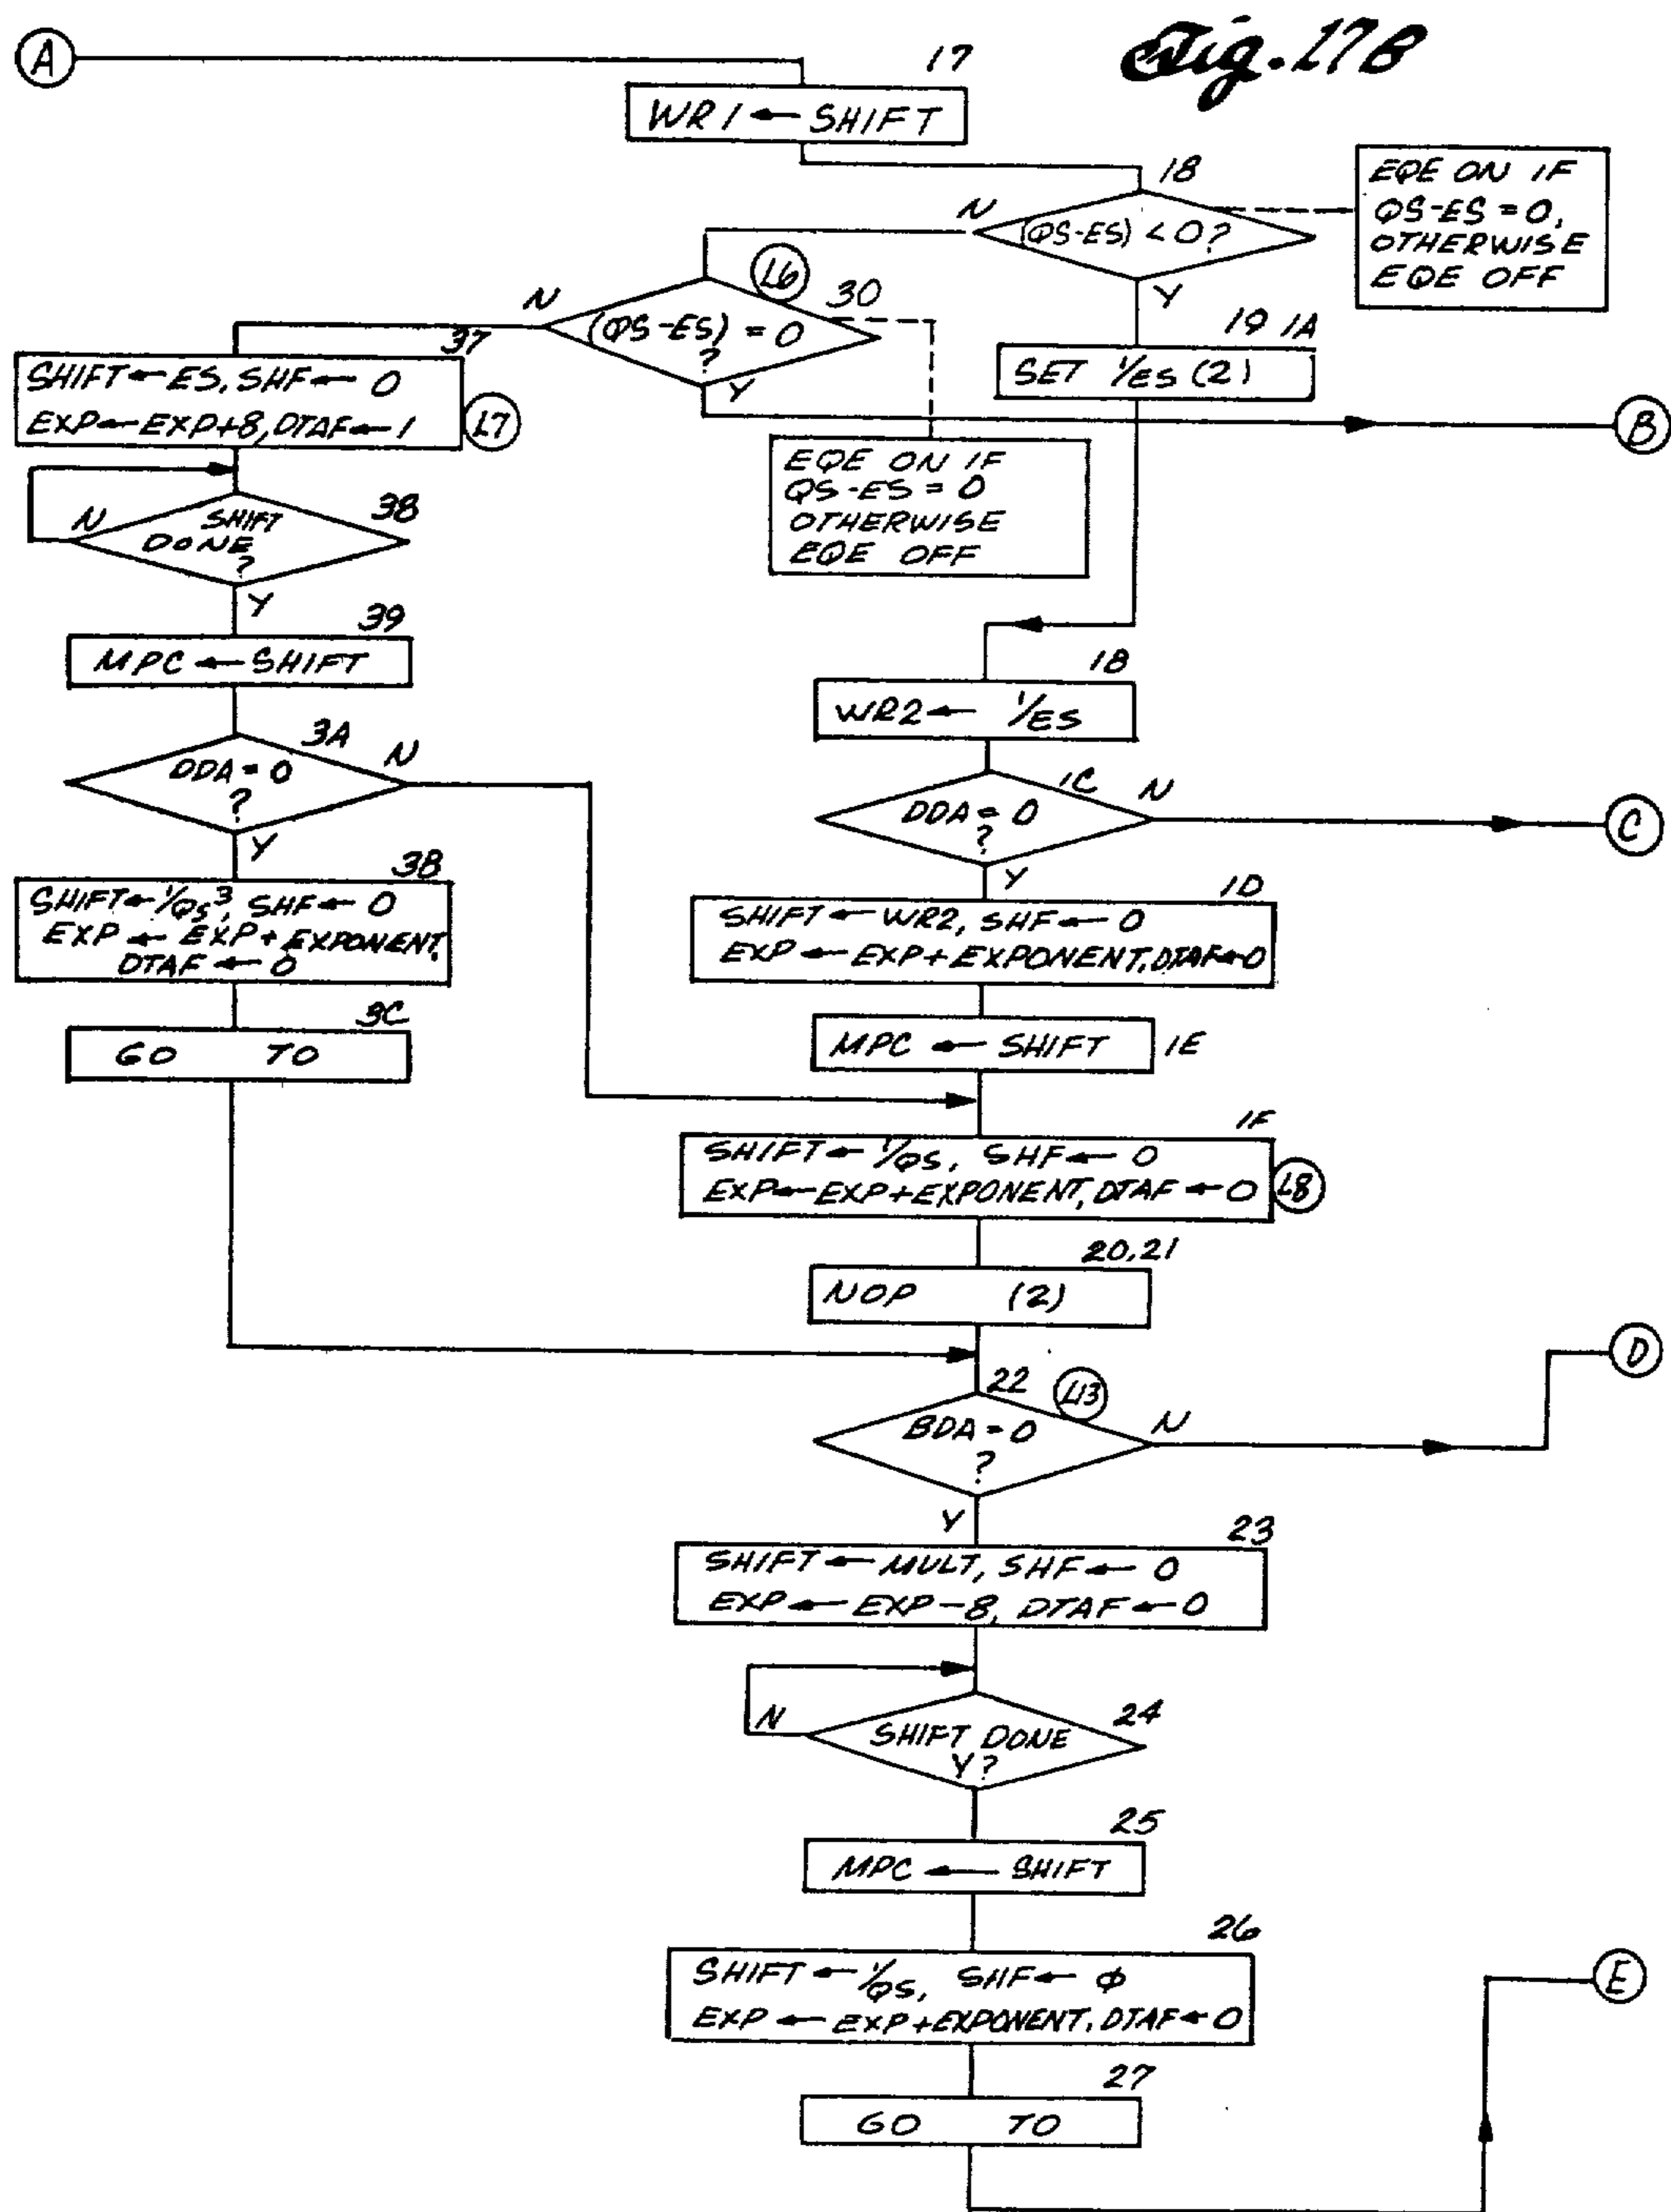 Fig. 17B
A
17
WR1 ← SHIFT
18
N
(QS-ES) < 0?
Y
EQE ON IF
QS-ES = 0,
OTHERWISE
EQE OFF
L6
30
N
(QS-ES) = 0
?
Y
19 1A
SET 1/ES (2)
B
37
SHIFT ← ES, SHF ← 0
EXP ← EXP+8, DTAF ← 1
L7
EQE ON IF
QS-ES = 0
OTHERWISE
EQE OFF
38
N
SHIFT
DONE
?
Y
39
MPC ← SHIFT
1B
WR2 ← 1/ES
3A
N
DDA = 0
?
Y
1C
N
DDA = 0
?
Y
C
3B
SHIFT ← 1/QS³, SHF ← 0
EXP ← EXP + EXPONENT,
DTAF ← 0
1D
SHIFT ← WR2, SHF ← 0
EXP ← EXP + EXPONENT, DTAF ← 0
3C
GO TO
MPC ← SHIFT
1E
1F
SHIFT ← 1/QS, SHF ← 0
EXP ← EXP + EXPONENT, DTAF ← 0
L8
20,21
NOP (2)
D
22
L13
BDA = 0
?
N
Y
23
SHIFT ← MULT, SHF ← 0
EXP ← EXP - 8, DTAF ← 0
24
N
SHIFT DONE
Y?
25
MPC ← SHIFT
26
SHIFT ← 1/QS, SHF ← φ
EXP ← EXP + EXPONENT, DTAF ← 0
E
27
GO TO